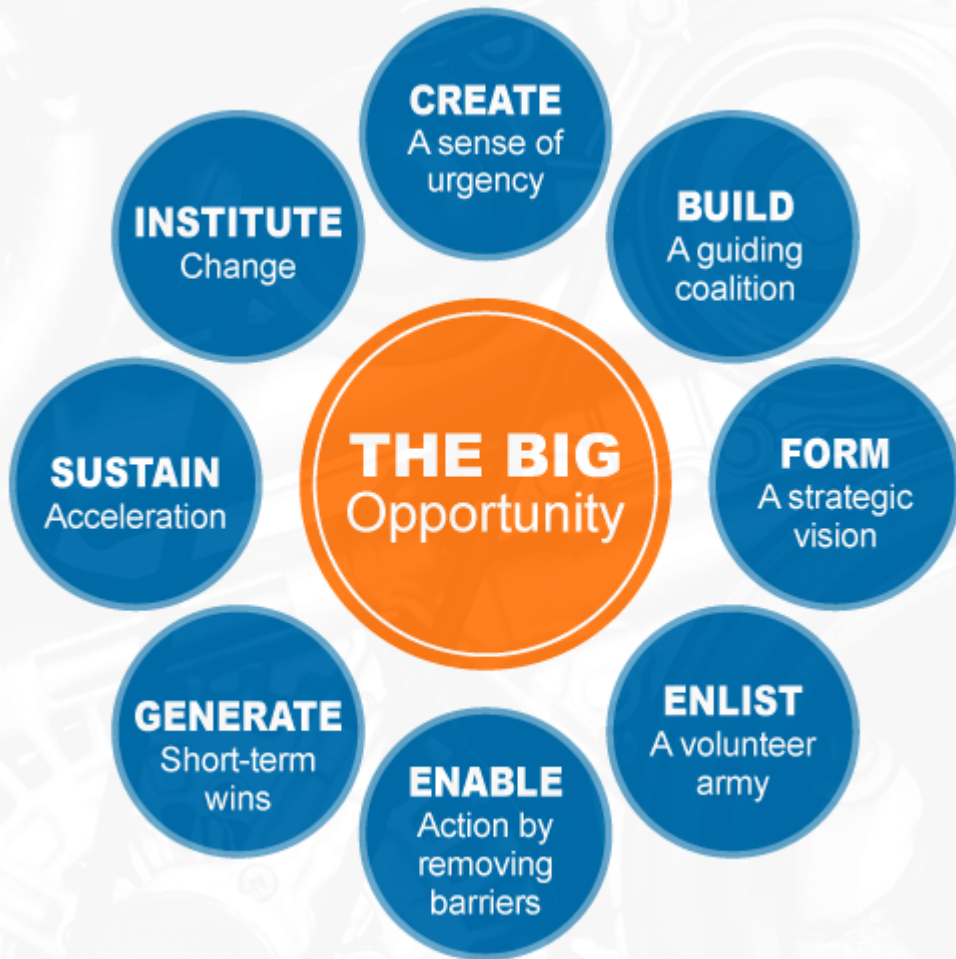 CREATE
A sense of
urgency
BUILD
A guiding
coalition
FORM
A strategic
vision
ENLIST
A volunteer
army
ENABLE
Action by
removing
barriers
GENERATE
Short-term
wins
SUSTAIN
Acceleration
INSTITUTE
Change
THE BIG
Opportunity